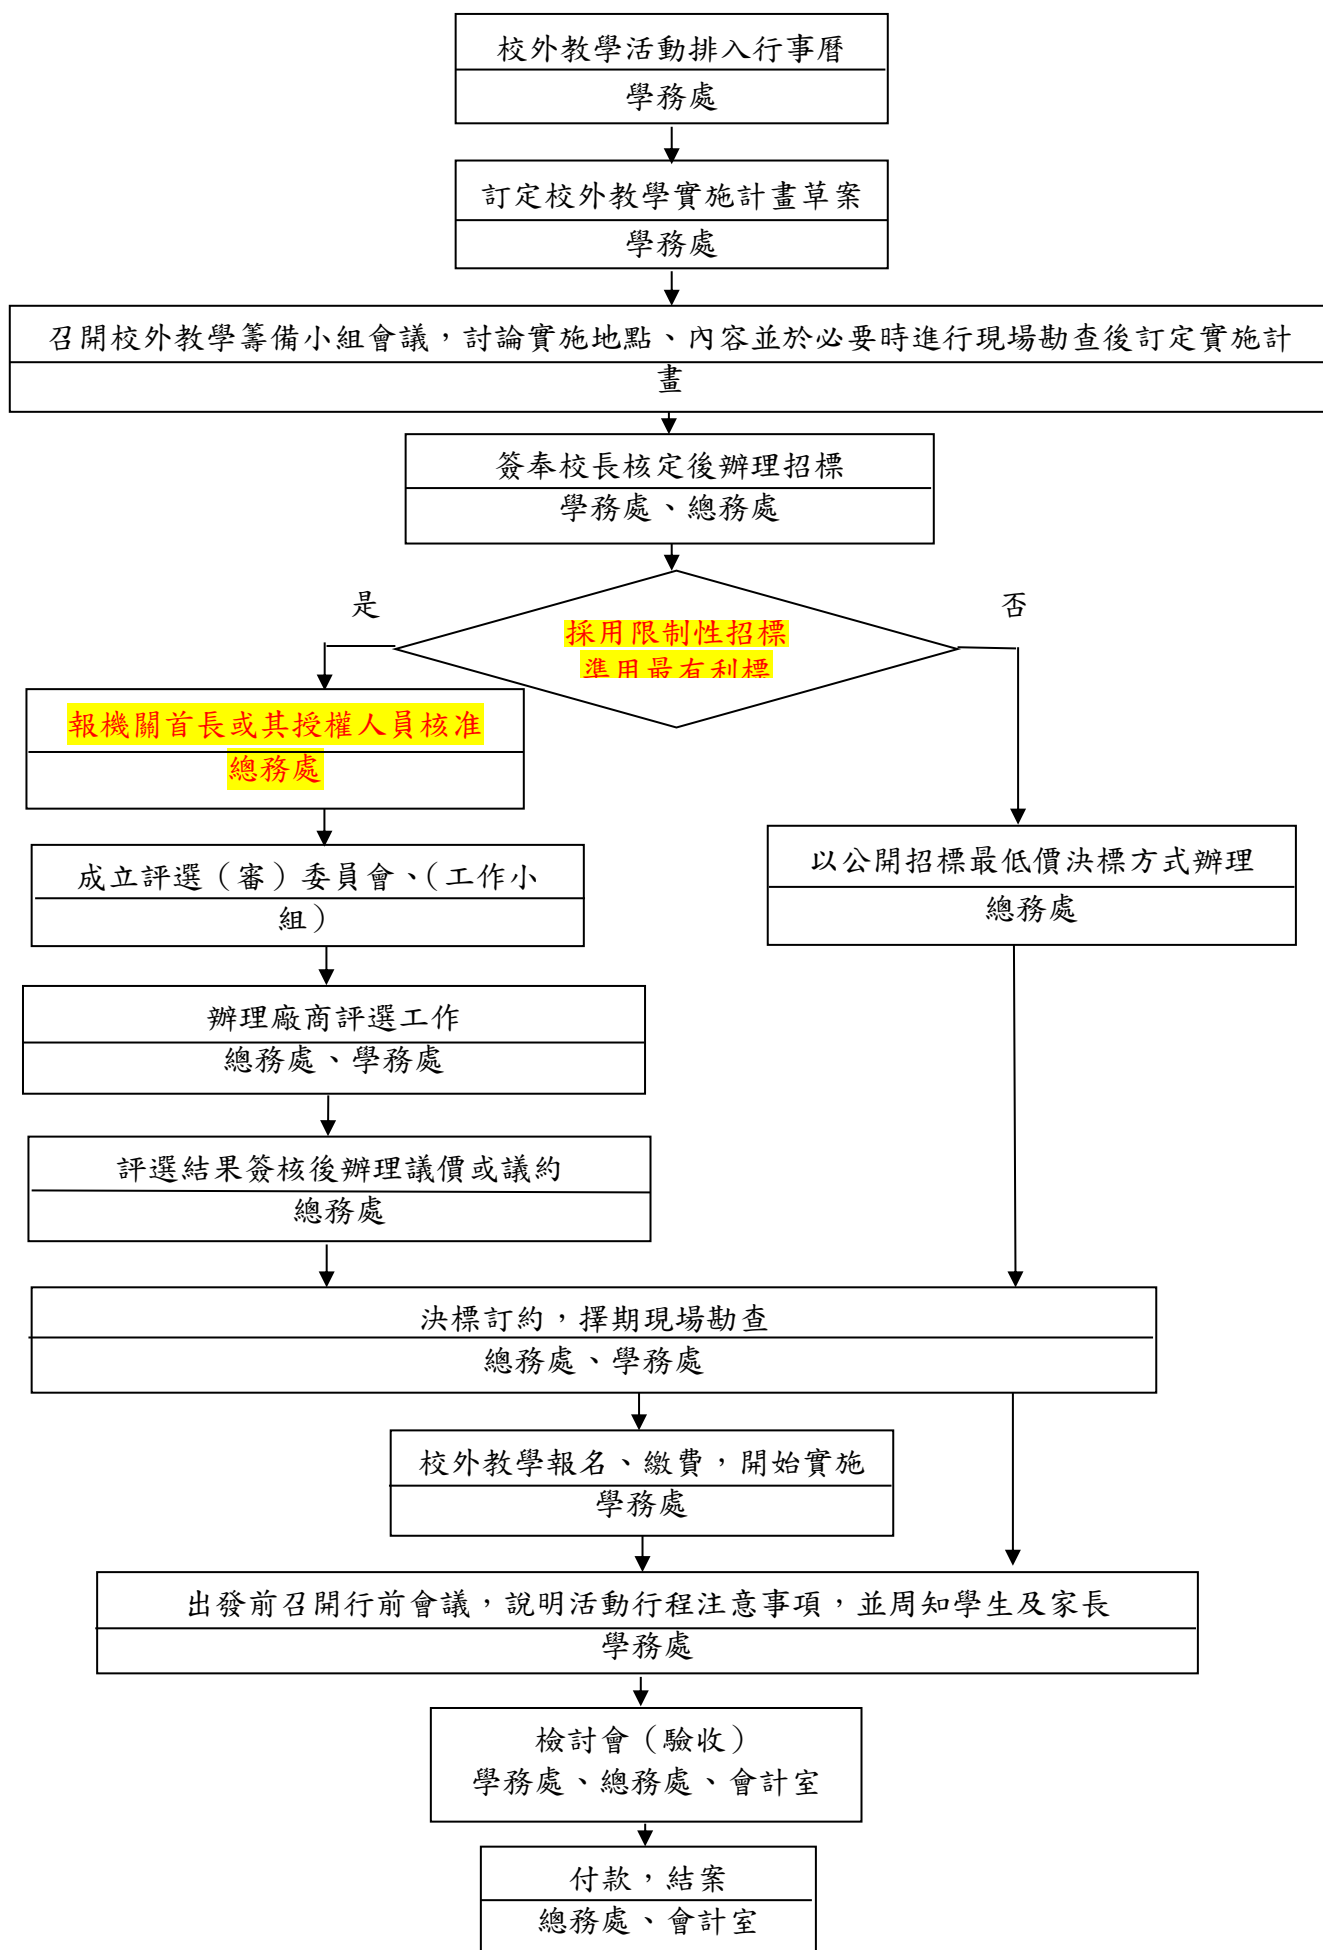 校外教學活動排入行事曆
學務處
訂定校外教學實施計畫草案
學務處
召開校外教學籌備小組會議，討論實施地點、內容並於必要時進行現場勘查後訂定實施計
畫
簽奉校長核定後辦理招標
學務處、總務處
是
否
採用限制性招標
準用最有利標
報機關首長或其授權人員核准
總務處
成立評選（審）委員會、（工作小
組）
以公開招標最低價決標方式辦理
總務處
辦理廠商評選工作
總務處、學務處
評選結果簽核後辦理議價或議約
總務處
決標訂約，擇期現場勘查
總務處、學務處
校外教學報名、繳費，開始實施
學務處
出發前召開行前會議，說明活動行程注意事項，並周知學生及家長
學務處
檢討會（驗收）
學務處、總務處、會計室
付款，結案
總務處、會計室